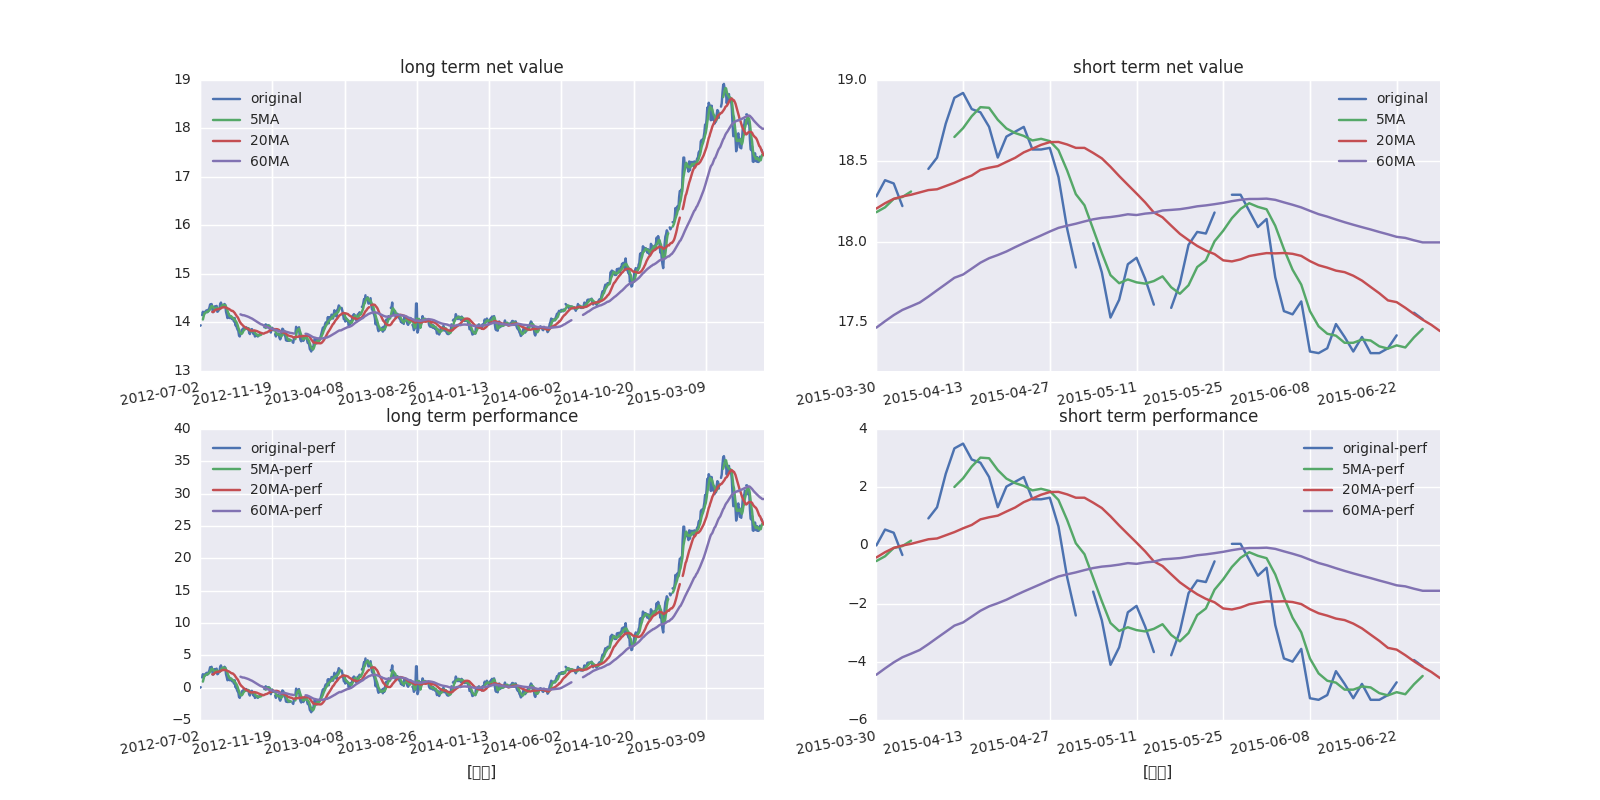 long term net value
19
18
17
16
15
14
13
original
5MA
20MA
60MA
2012-07-02 2012-11-19 2013-04-08 2013-08-26 2014-01-13 2014-06-02 2014-10-20 2015-03-09
short term net value
19.0
18.5
18.0
17.5
original
5MA
20MA
60MA
2015-03-30 2015-04-13 2015-04-27 2015-05-11 2015-05-25 2015-06-08 2015-06-22
long term performance
40
35
30
25
20
15
10
5
0
−5
original-perf
5MA-perf
20MA-perf
60MA-perf
2012-07-02 2012-11-19 2013-04-08 2013-08-26 2014-01-13 2014-06-02 2014-10-20 2015-03-09
[▯▯]
short term performance
4
2
0
−2
−4
−6
original-perf
5MA-perf
20MA-perf
60MA-perf
2015-03-30 2015-04-13 2015-04-27 2015-05-11 2015-05-25 2015-06-08 2015-06-22
[▯▯]